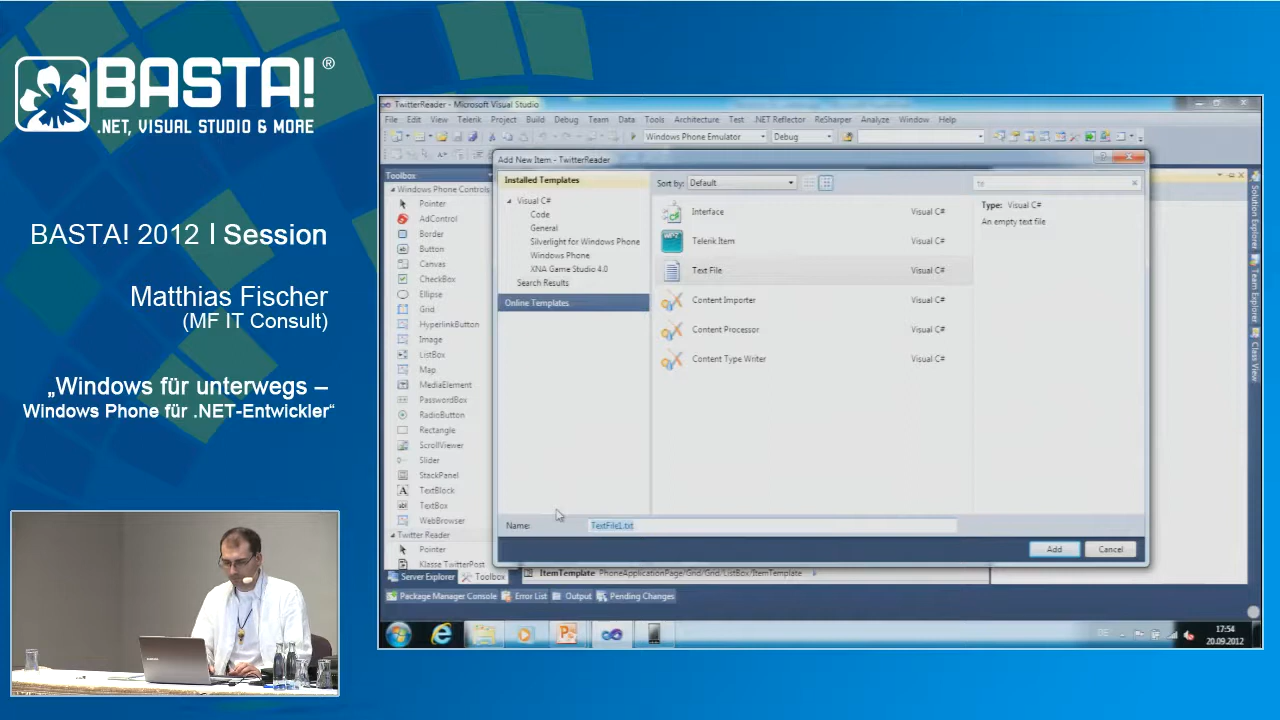 BASTA!®
.NET, VISUAL STUDIO & MORE
BASTA! 2012 | Session
Matthias Fischer
(MF IT Consult)
„Windows für unterwegs –
Windows Phone für .NET-Entwickler“
TwitterReader - Microsoft Visual Studio
File Edit View Telerik Project Build Debug Team Data Tools Architecture Test .NET Reflector ReSharper Analyze Window Help
Windows Phone Emulator
Debug
Toolbox
Windows Phone Controls
Pointer
AdControl
Border
Button
Canvas
CheckBox
Ellipse
Grid
HyperlinkButton
Image
ListBox
Map
MediaElement
PasswordBox
RadioButton
Rectangle
ScrollViewer
Slider
StackPanel
TextBlock
TextBox
WebBrowser
Twitter Reader
Pointer
Klasse TwitterPost
Server Explorer
Toolbox
Add New Item - TwitterReader
Installed Templates
Visual C#
Code
General
Silverlight for Windows Phone
Windows Phone
XNA Game Studio 4.0
Search Results
Online Templates
Sort by: Default
Interface Visual C#
Telerik Item Visual C#
Text File Visual C#
Content Importer Visual C#
Content Processor Visual C#
Content Type Writer Visual C#
Type: Visual C#
An empty text file
Name: TextFile1.txt
Add
Cancel
Solution Explorer
Team Explorer
Class View
ItemTemplate PhoneApplicationPage/Grid/Grid/ListBox/ItemTemplate
Package Manager Console
Error List
Output
Pending Changes
17:54
20.09.2012